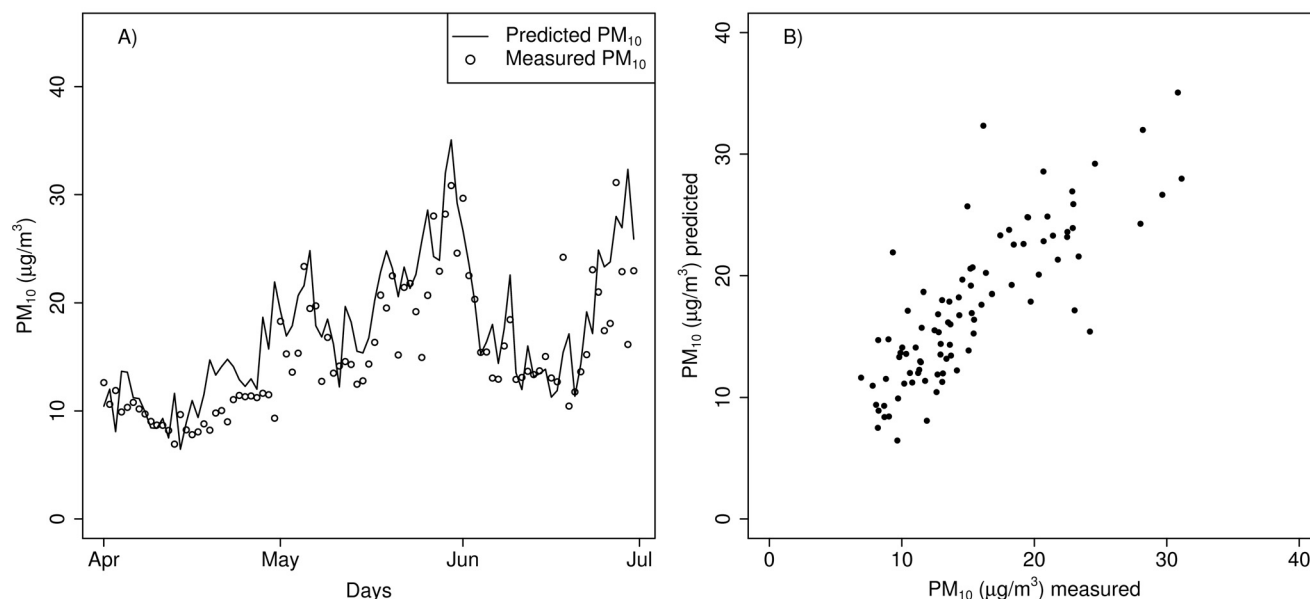 A)
Predicted PM₁₀
Measured PM₁₀
PM₁₀ (μg/m³)
40
30
20
10
0
Apr May Jun Jul
Days
B)
PM₁₀ (μg/m³) predicted
40
30
20
10
0
0 10 20 30 40
PM₁₀ (μg/m³) measured